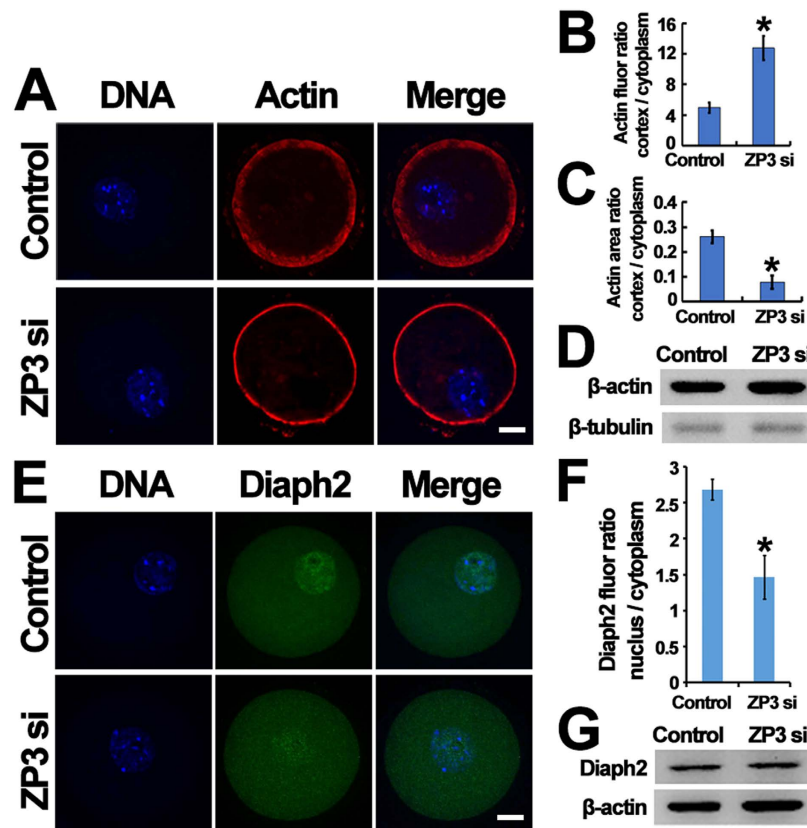 A
DNA Actin Merge
Control
ZP3 si
B
Actin fluor ratio
cortex / cytoplasm
16
12
8
4
0
Control ZP3 si
*
C
Actin area ratio
cortex / cytoplasm
0.4
0.3
0.2
0.1
0
Control ZP3 si
*
D
Control ZP3 si
β-actin
β-tubulin
E
DNA Diaph2 Merge
Control
ZP3 si
F
Diaph2 fluor ratio
nuclus / cytoplasm
3
2.5
2
1.5
1
0.5
0
Control ZP3 si
*
G
Control ZP3 si
Diaph2
β-actin